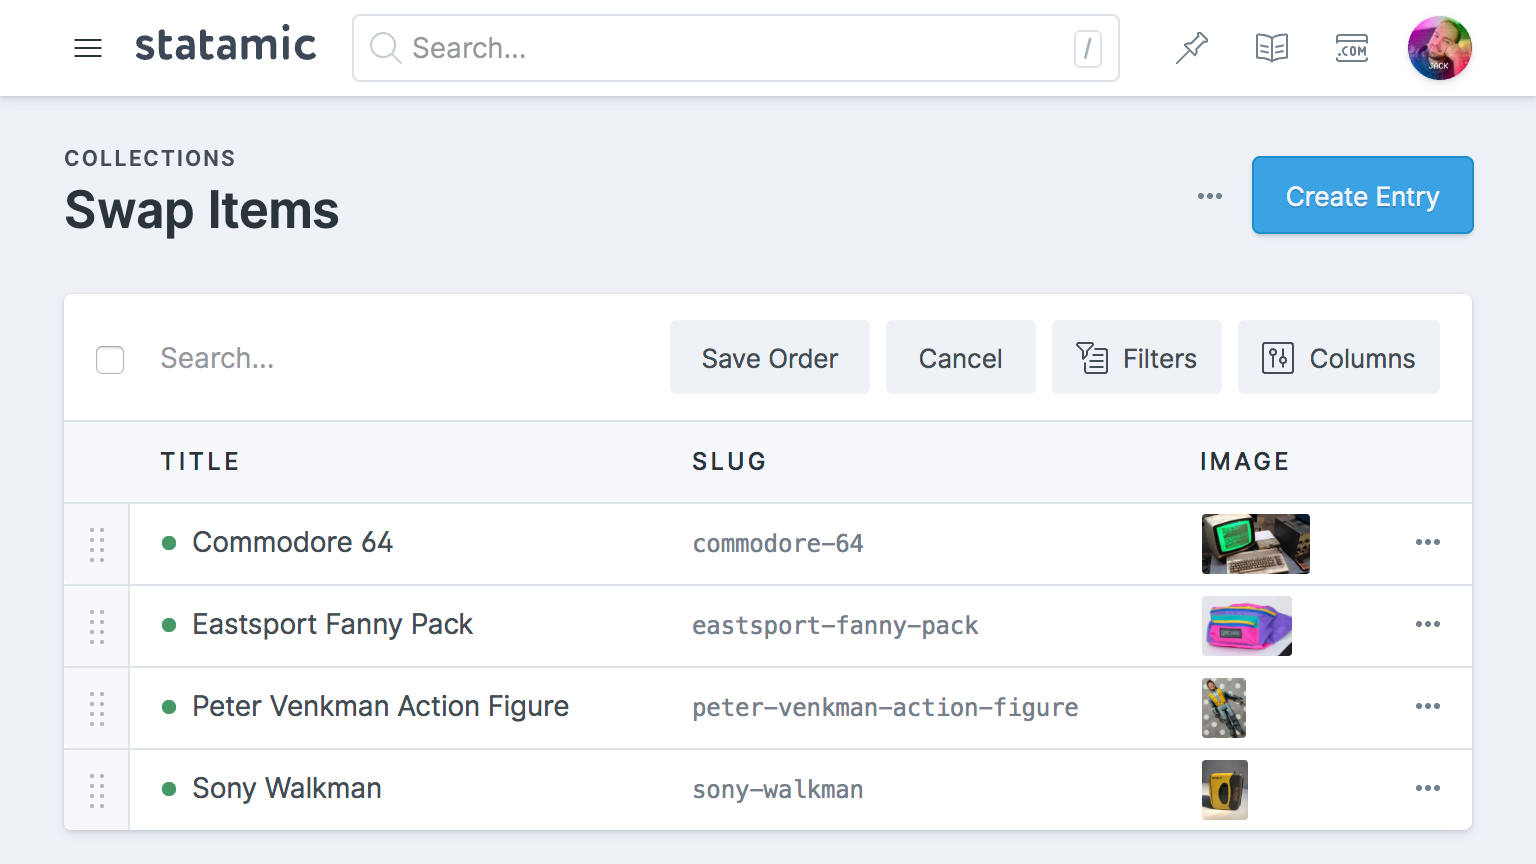 statamic
Search...
/
.COM
JACK
COLLECTIONS
Swap Items
Create Entry
Search...
Save Order
Cancel
Filters
Columns
TITLE SLUG IMAGE
Commodore 64 commodore-64
Eastsport Fanny Pack eastsport-fanny-pack
Peter Venkman Action Figure peter-venkman-action-figure
Sony Walkman sony-walkman